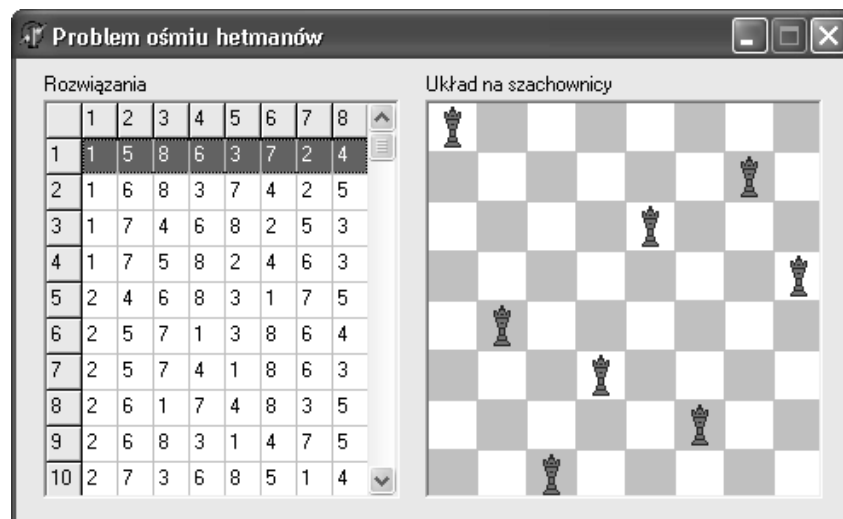 Problem ośmiu hetmanów
Rozwiązania
Układ na szachownicy
1 2 3 4 5 6 7 8
1 1 5 8 6 3 7 2 4
2 1 6 8 3 7 4 2 5
3 1 7 4 6 8 2 5 3
4 1 7 5 8 2 4 6 3
5 2 4 6 8 3 1 7 5
6 2 5 7 1 3 8 6 4
7 2 5 7 4 1 8 6 3
8 2 6 1 7 4 8 3 5
9 2 6 8 3 1 4 7 5
10 2 7 3 6 8 5 1 4